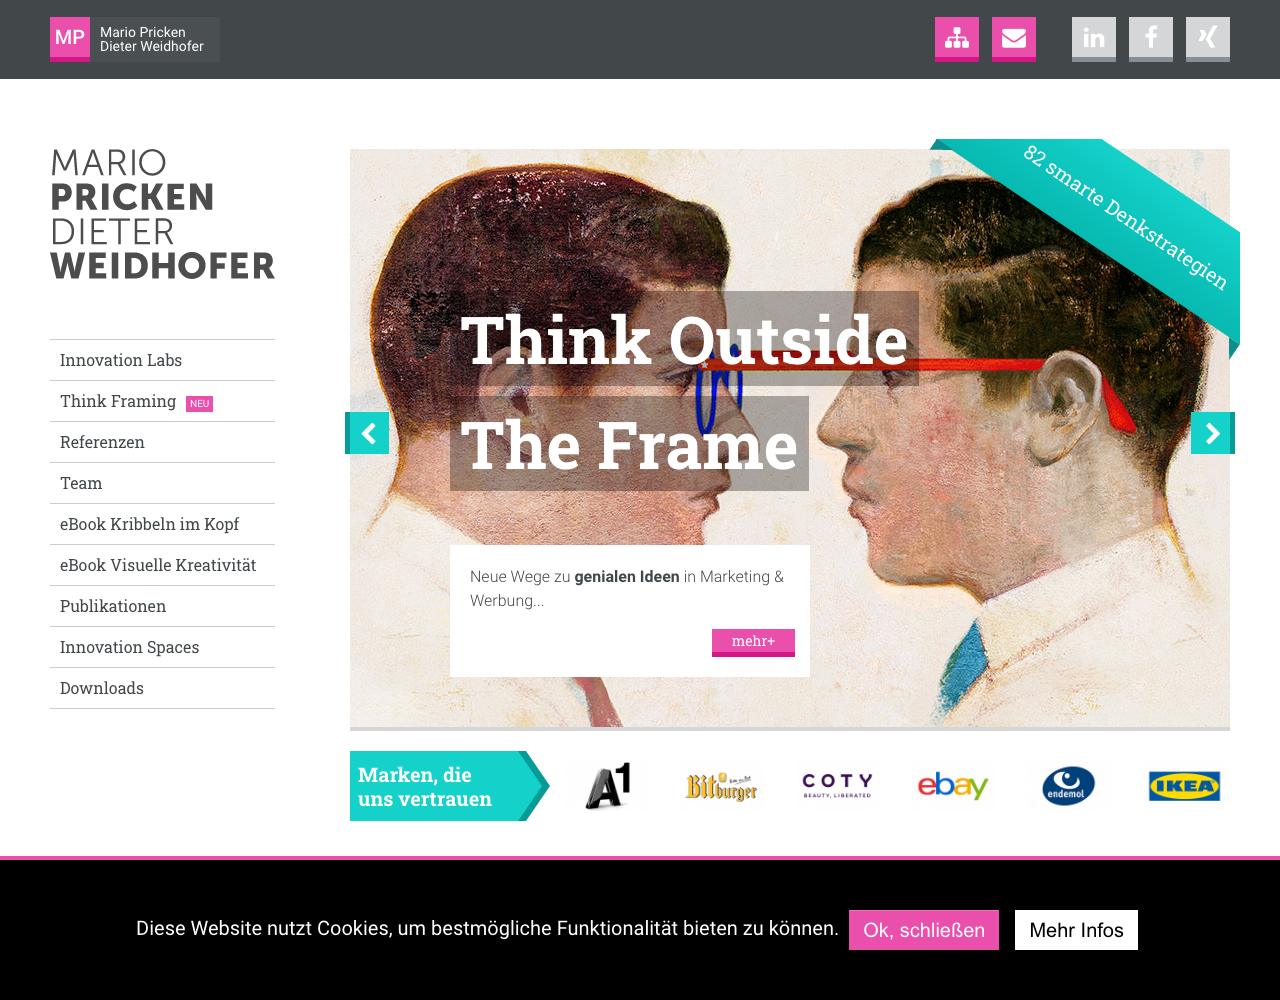 MP
Mario Pricken
Dieter Weidhofer
MARIO
PRICKEN
DIETER
WEIDHOFER
Innovation Labs
Think Framing NEU
Referenzen
Team
eBook Kribbeln im Kopf
eBook Visuelle Kreativität
Publikationen
Innovation Spaces
Downloads
82 smarte Denkstrategien
Think Outside
The Frame
Neue Wege zu genialen Ideen in Marketing &
Werbung...
mehr+
Marken, die
uns vertrauen
A1
Bitburger
COTY
BEAUTY, LIBERATED
ebay
endemol
IKEA
Diese Website nutzt Cookies, um bestmögliche Funktionalität bieten zu können.
Ok, schließen
Mehr Infos